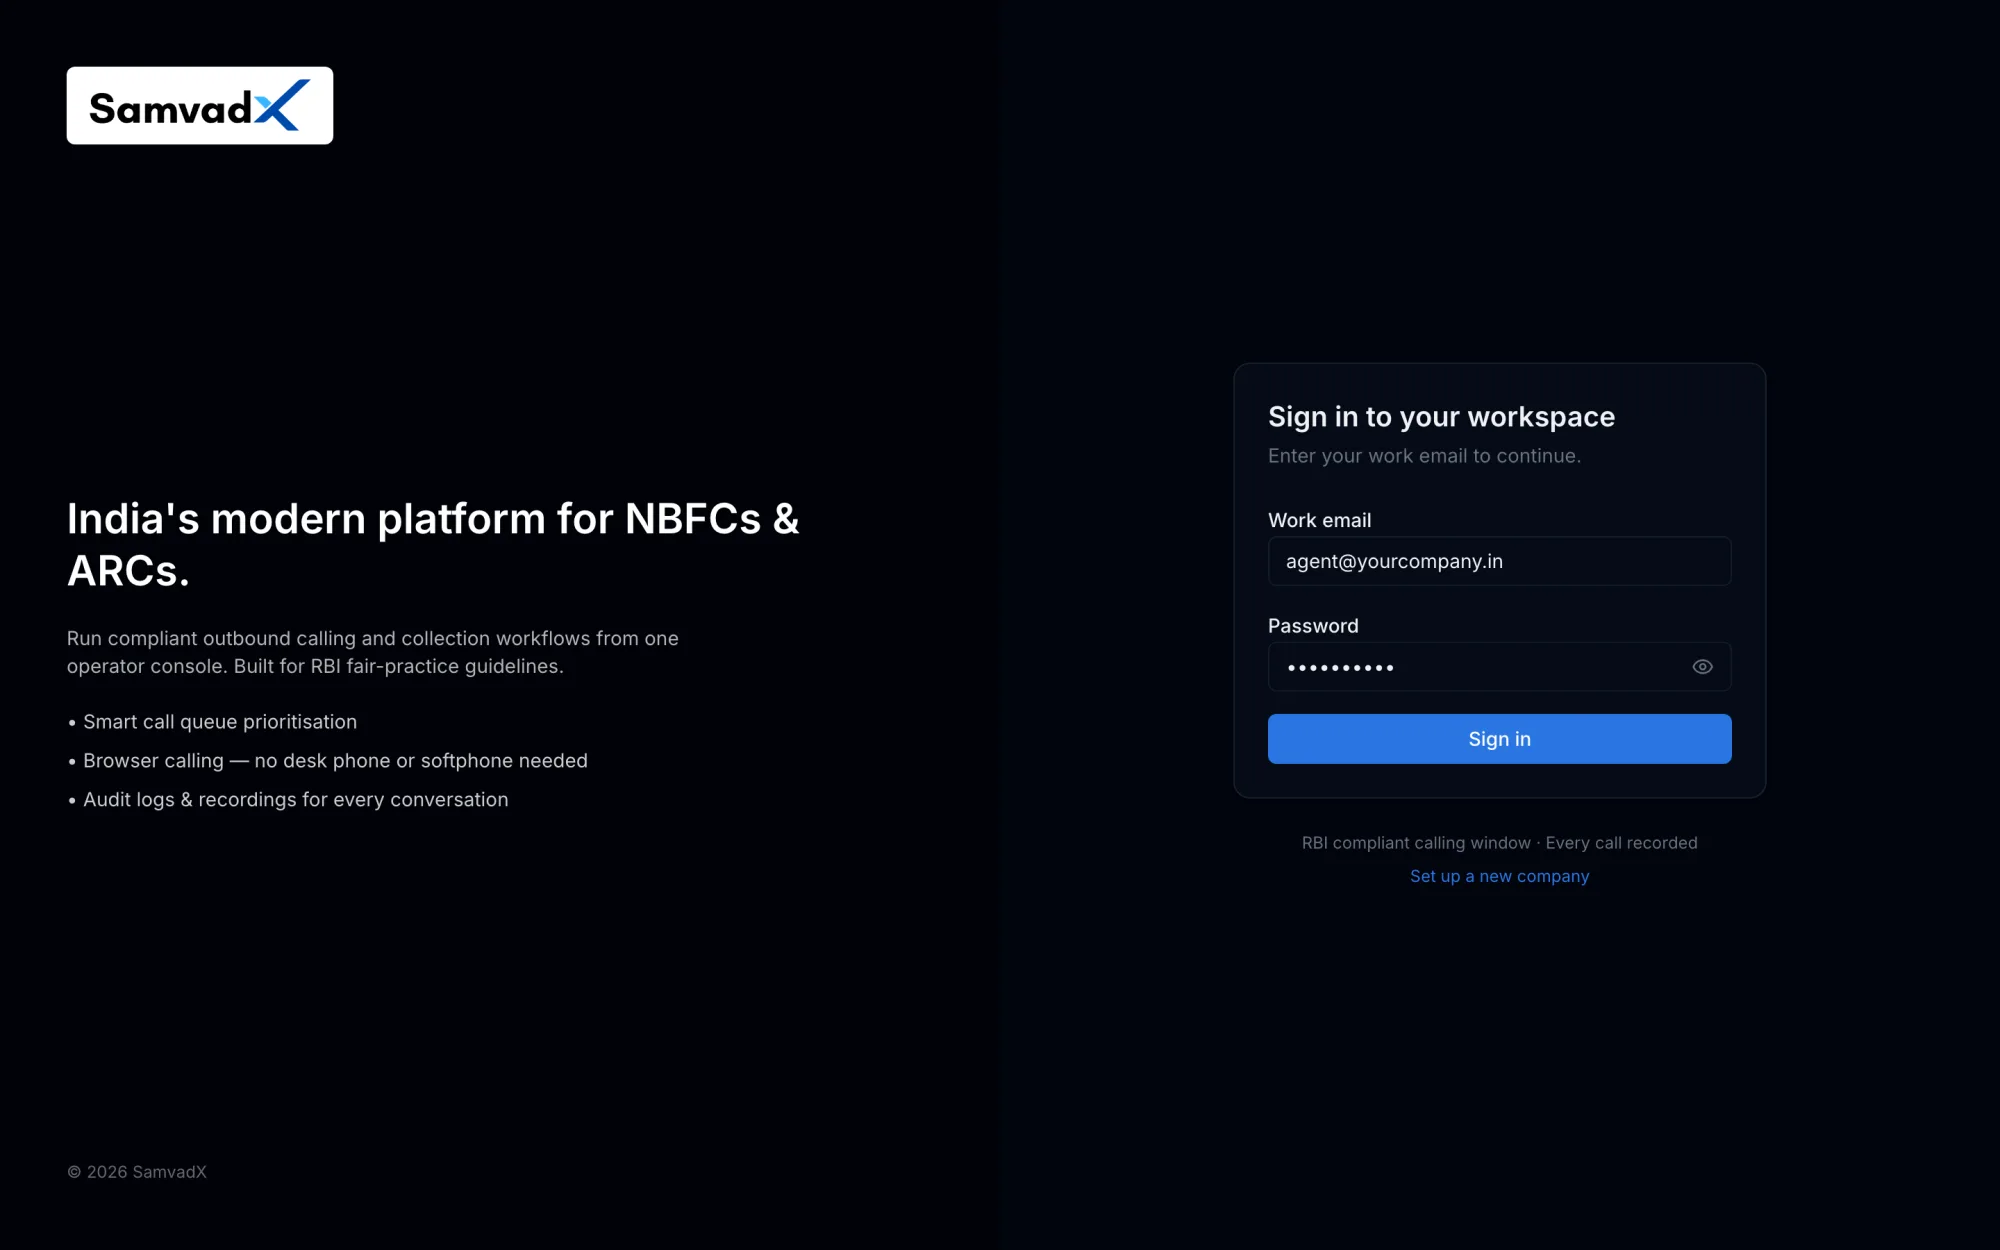 SamvadX
India's modern platform for NBFCs &
ARCs.
Run compliant outbound calling and collection workflows from one
operator console. Built for RBI fair-practice guidelines.
• Smart call queue prioritisation
• Browser calling — no desk phone or softphone needed
• Audit logs & recordings for every conversation
© 2026 SamvadX
Sign in to your workspace
Enter your work email to continue.
Work email
agent@yourcompany.in
Password
••••••••••
Sign in
RBI compliant calling window · Every call recorded
Set up a new company